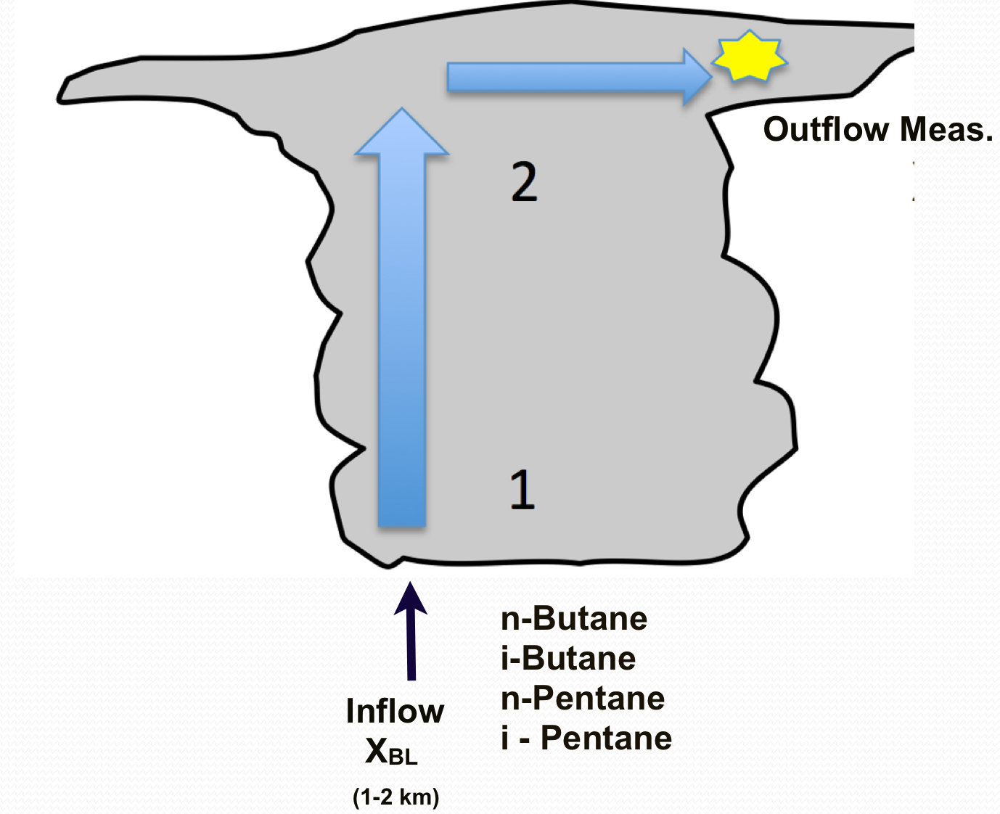 Outflow Meas.
2
1
n-Butane
i-Butane
n-Pentane
i - Pentane
Inflow
XBL
(1-2 km)